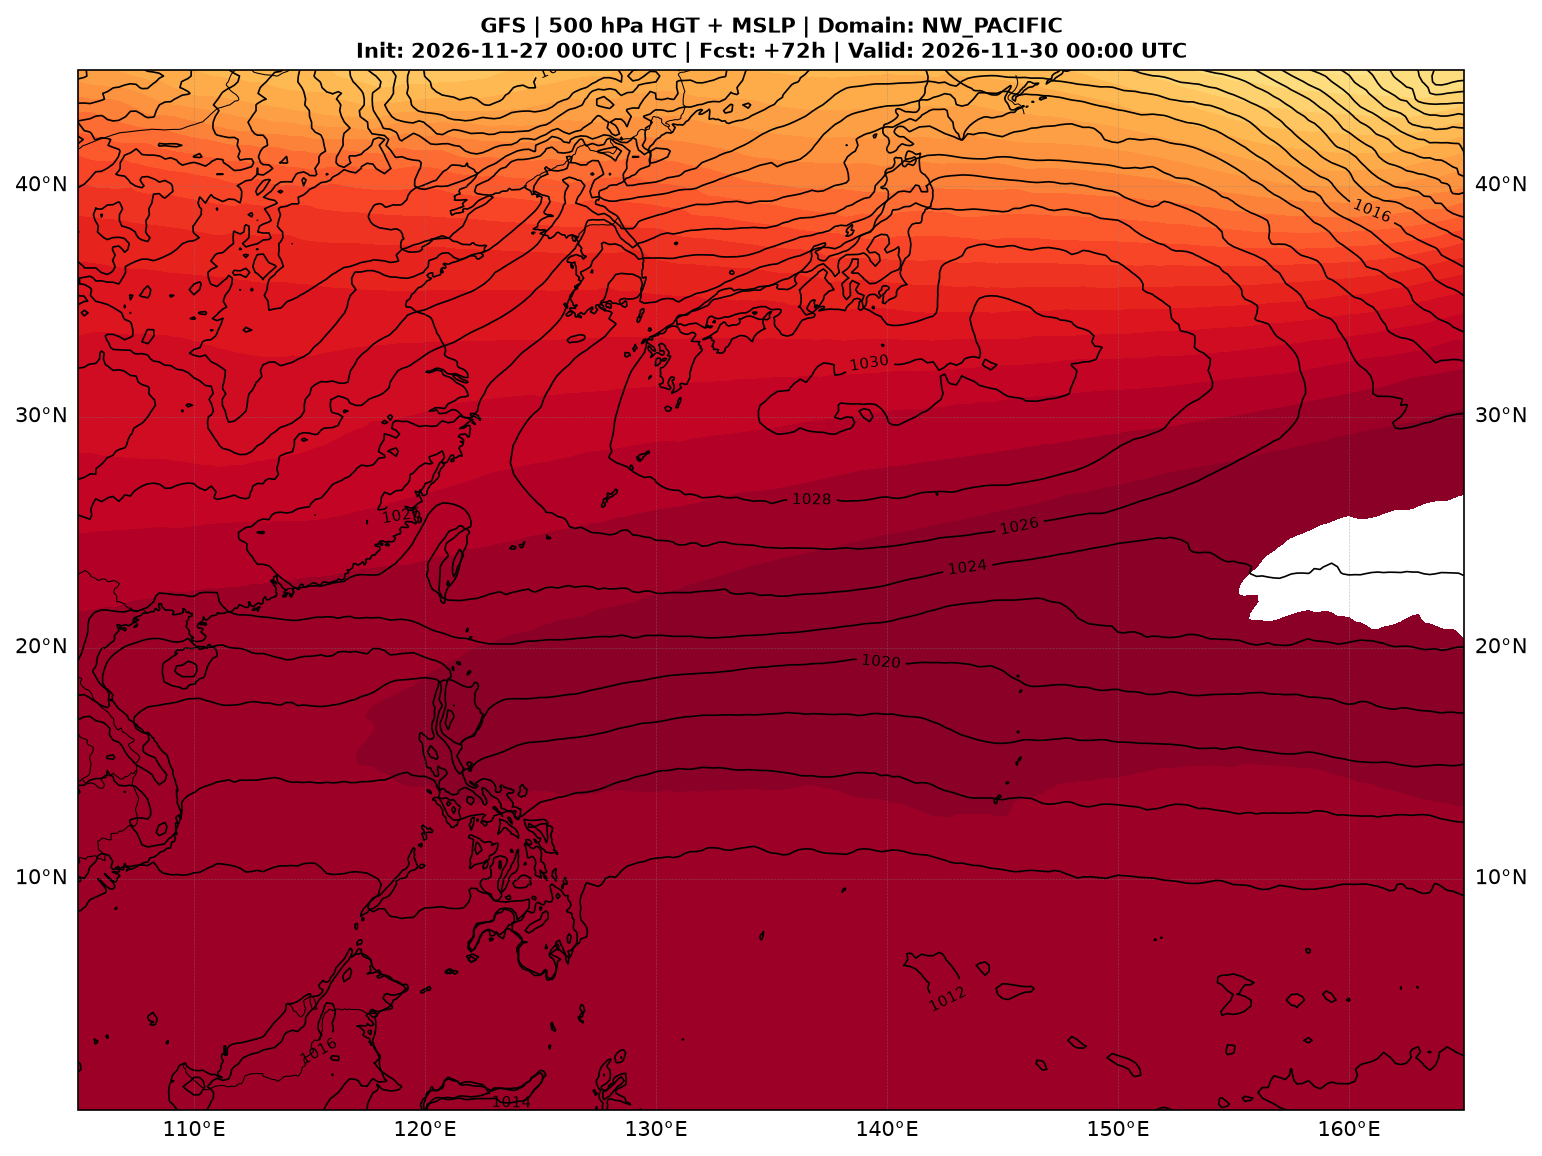 GFS | 500 hPa HGT + MSLP | Domain: NW_PACIFIC
Init: 2026-11-27 00:00 UTC | Fcst: +72h | Valid: 2026-11-30 00:00 UTC
40°N
40°N
1016
1030
30°N
30°N
1028
1026
1024
20°N
20°N
1020
10°N
10°N
1012
1016
1014
110°E
120°E
130°E
140°E
150°E
160°E